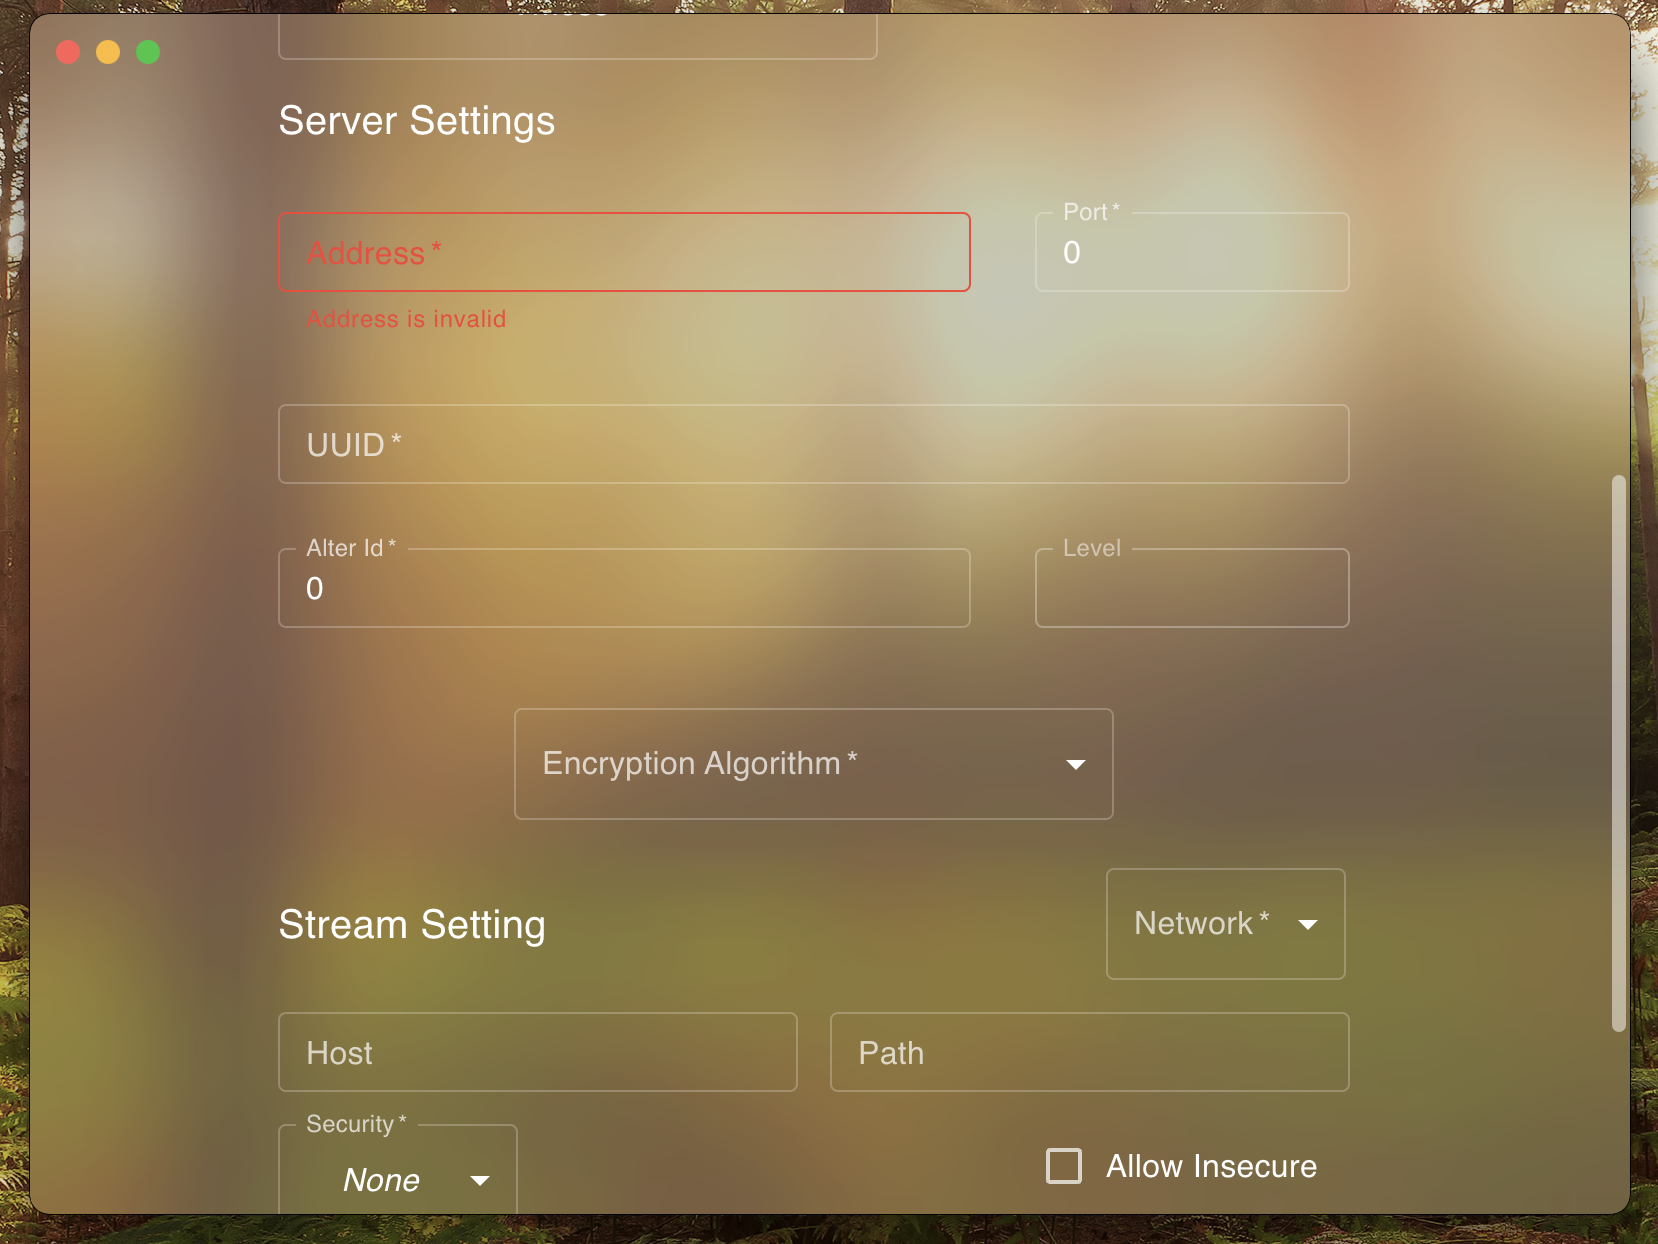 Server Settings
Address *
Port *
0
Address is invalid
UUID *
Alter Id *
0
Level
Encryption Algorithm *
Stream Setting
Network *
Host
Path
Security *
None
Allow Insecure